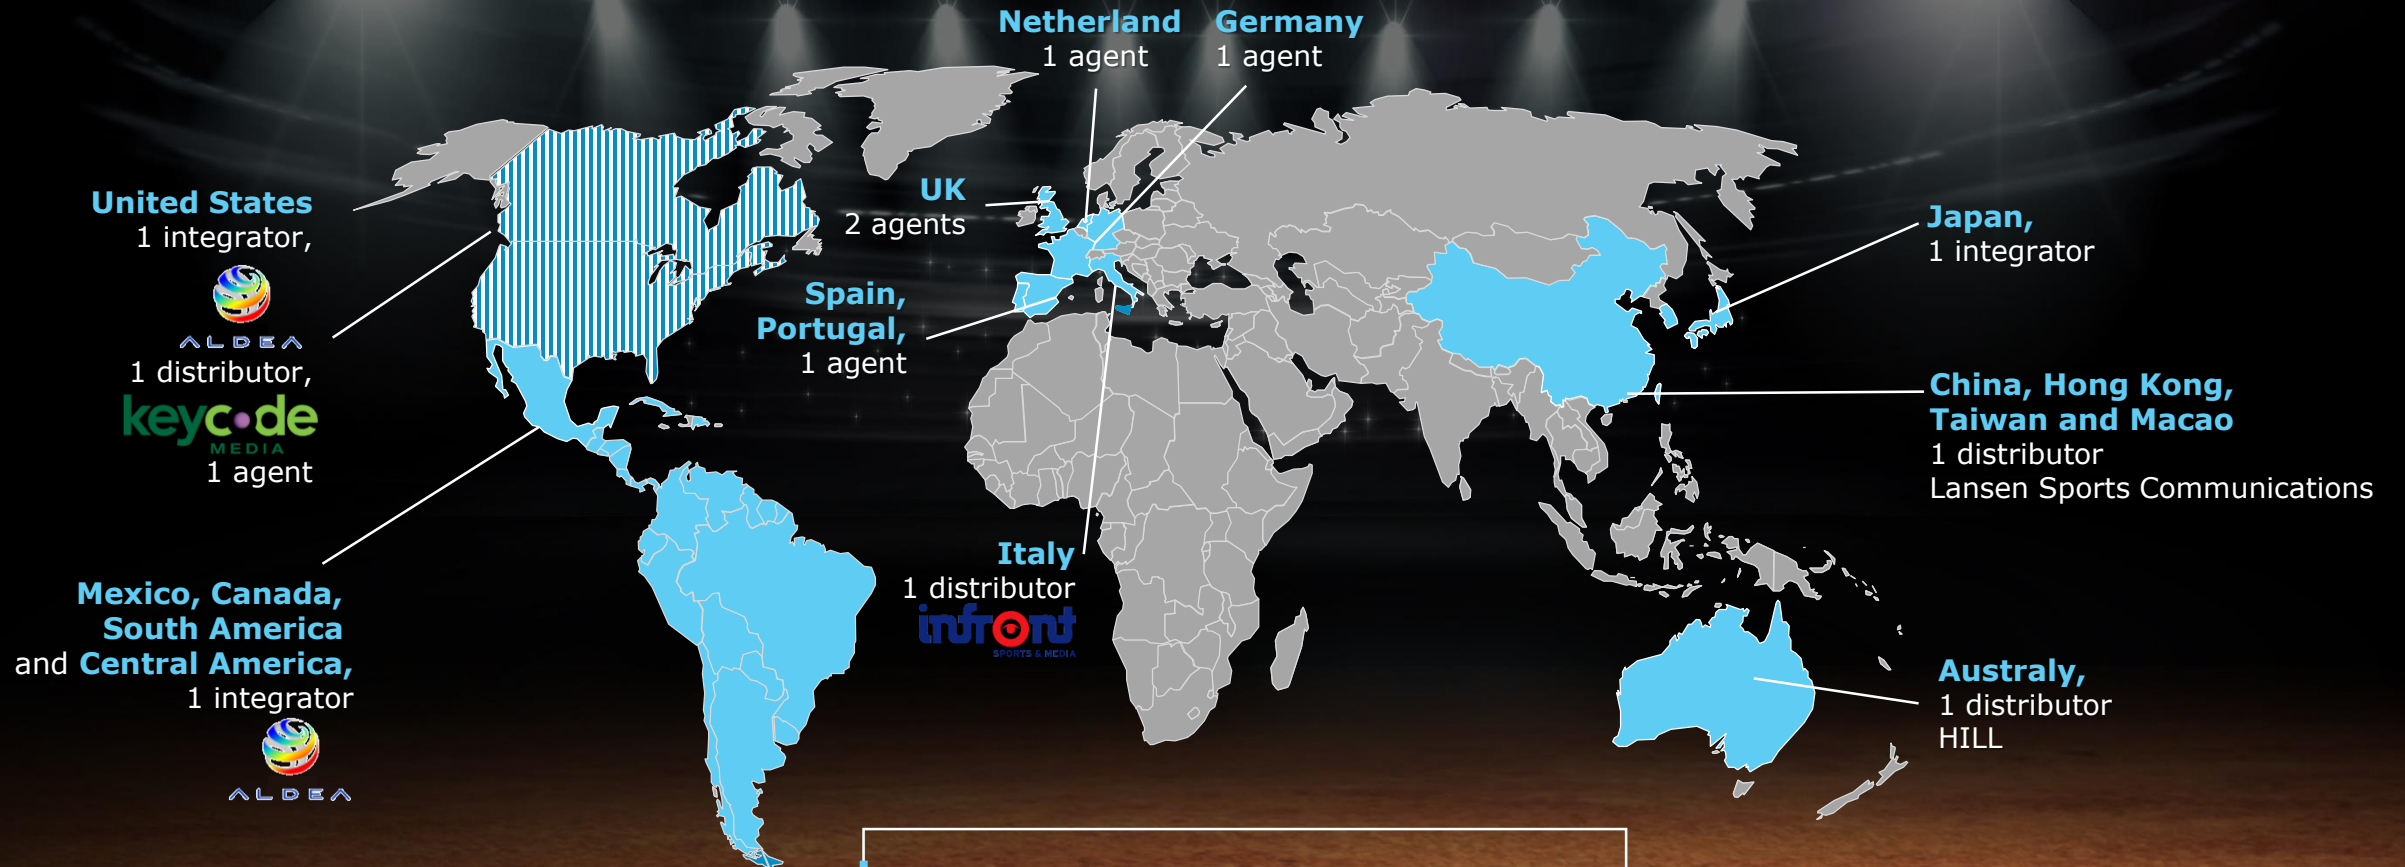 Netherland
1 agent
Germany
1 agent
United States
1 integrator,
ALDEA
1 distributor,
keycode
MEDIA
1 agent
UK
2 agents
Spain,
Portugal,
1 agent
Japan,
1 integrator
China, Hong Kong,
Taiwan and Macao
1 distributor
Lansen Sports Communications
Italy
1 distributor
infront
SPORTS & MEDIA
Mexico, Canada,
South America
and Central America,
1 integrator
ALDEA
Australy,
1 distributor
HILL